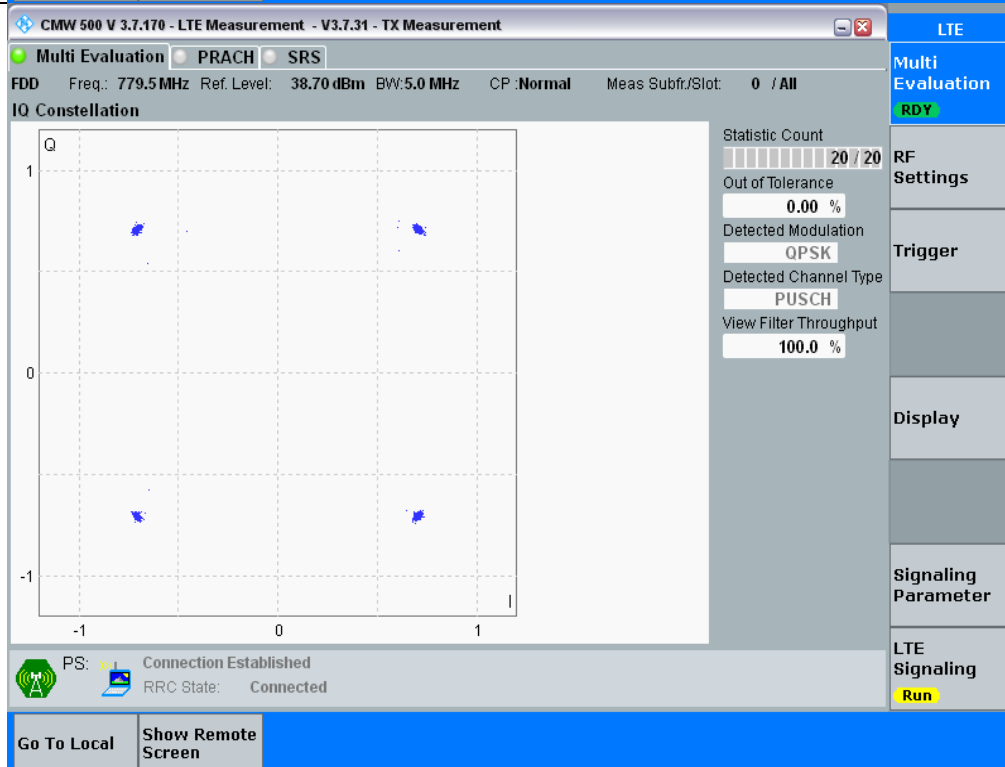 CMW 500 V 3.7.170 - LTE Measurement - V3.7.31 - TX Measurement
LTE
Multi Evaluation PRACH SRS
FDD Freq.: 779.5 MHz Ref. Level: 38.70 dBm BW:5.0 MHz CP :Normal Meas Subfr./Slot: 0 / All
IQ Constellation
Q
1
0
-1
-1 0 1
I
Statistic Count
20 / 20
Out of Tolerance
0.00 %
Detected Modulation
QPSK
Detected Channel Type
PUSCH
View Filter Throughput
100.0 %
Multi
Evaluation
RDY
RF
Settings
Trigger
Display
Signaling
Parameter
LTE
Signaling
Run
PS: Connection Established
RRC State: Connected
Go To Local
Show Remote
Screen